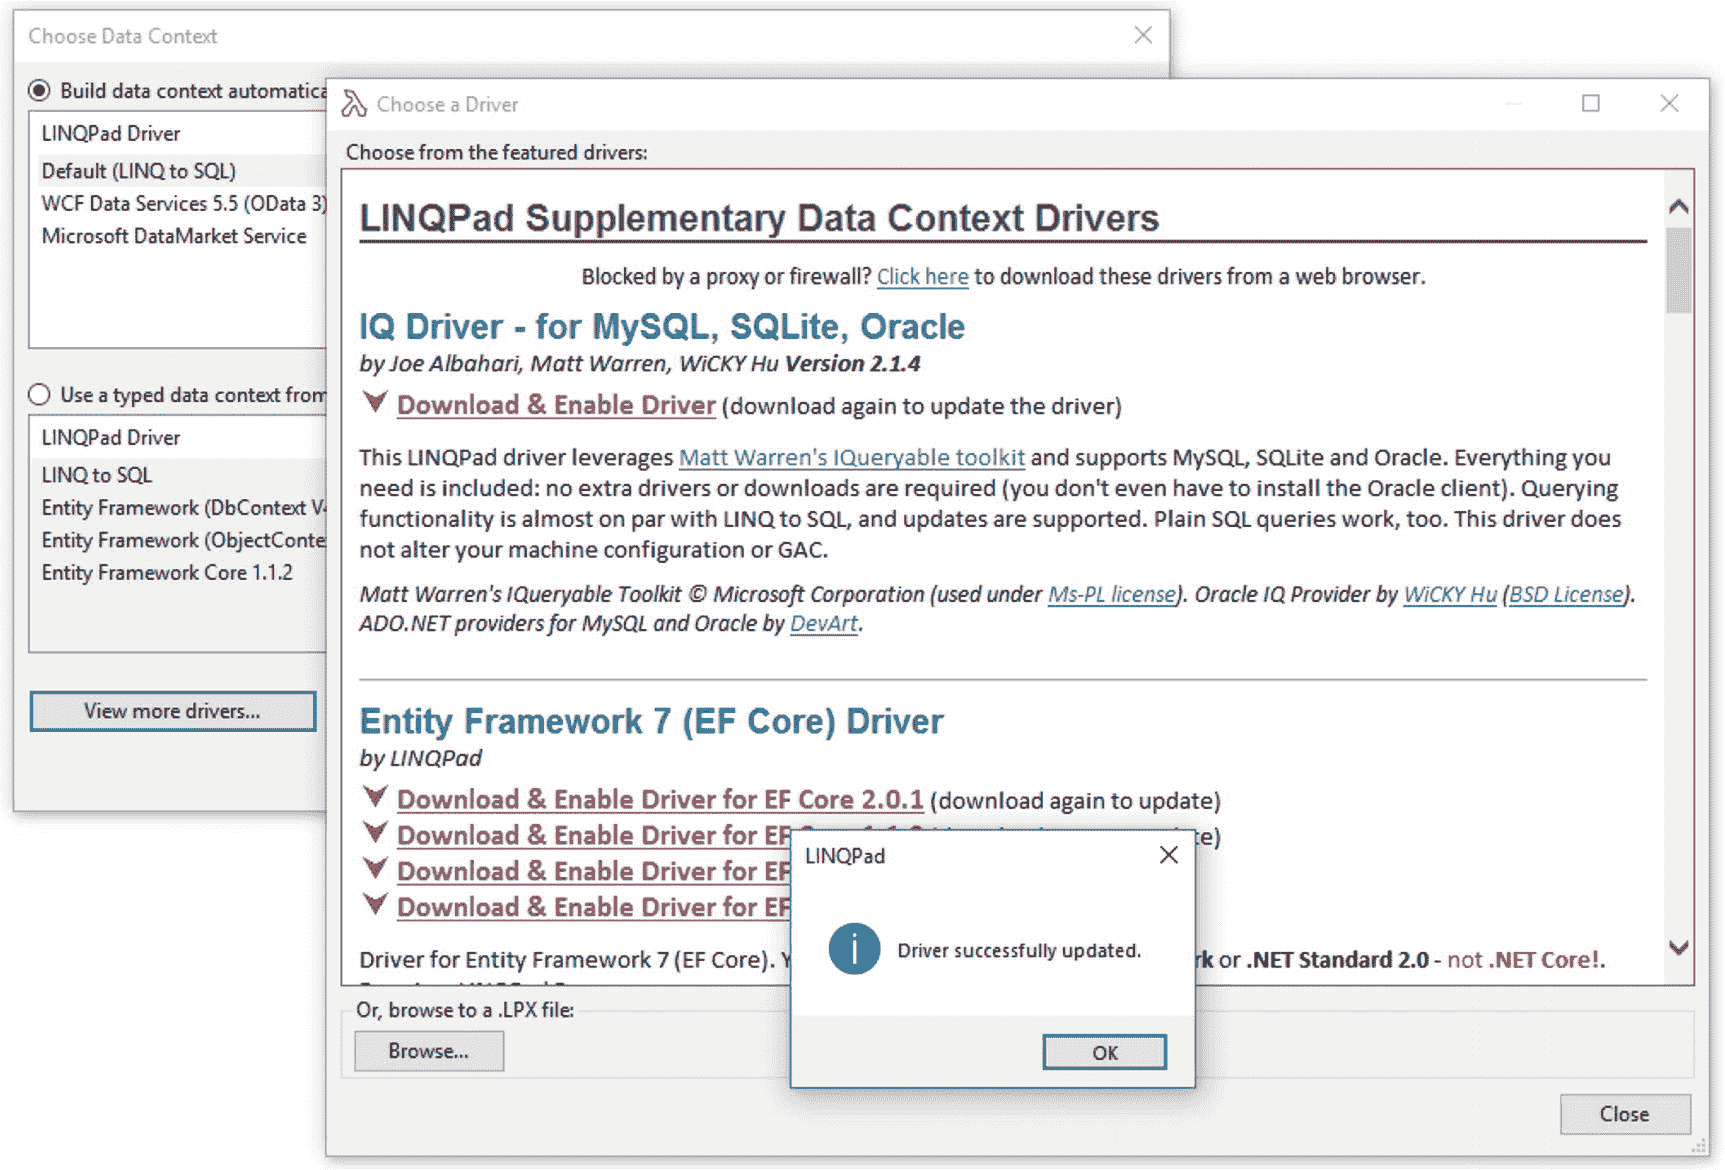 Choose Data Context
Build data context automatica
LINQPad Driver
Default (LINQ to SQL)
WCF Data Services 5.5 (OData 3)
Microsoft DataMarket Service
Use a typed data context from
LINQPad Driver
LINQ to SQL
Entity Framework (DbContext V4
Entity Framework (ObjectConte
Entity Framework Core 1.1.2
View more drivers...
Choose a Driver
Choose from the featured drivers:
LINQPad Supplementary Data Context Drivers
Blocked by a proxy or firewall? Click here to download these drivers from a web browser.
IQ Driver - for MySQL, SQLite, Oracle
by Joe Albahari, Matt Warren, WiCKY Hu Version 2.1.4
Download & Enable Driver (download again to update the driver)
This LINQPad driver leverages Matt Warren's IQueryable toolkit and supports MySQL, SQLite and Oracle. Everything you
need is included: no extra drivers or downloads are required (you don't even have to install the Oracle client). Querying
functionality is almost on par with LINQ to SQL, and updates are supported. Plain SQL queries work, too. This driver does
not alter your machine configuration or GAC.
Matt Warren's IQueryable Toolkit © Microsoft Corporation (used under Ms-PL license). Oracle IQ Provider by WiCKY Hu (BSD License).
ADO.NET providers for MySQL and Oracle by DevArt.
Entity Framework 7 (EF Core) Driver
by LINQPad
Download & Enable Driver for EF Core 2.0.1 (download again to update)
Download & Enable Driver for EF
Download & Enable Driver for EF
Download & Enable Driver for EF
Driver for Entity Framework 7 (EF Core). Y rk or .NET Standard 2.0 - not .NET Core!.
Or, browse to a .LPX file:
Browse...
Close
LINQPad
Driver successfully updated.
OK